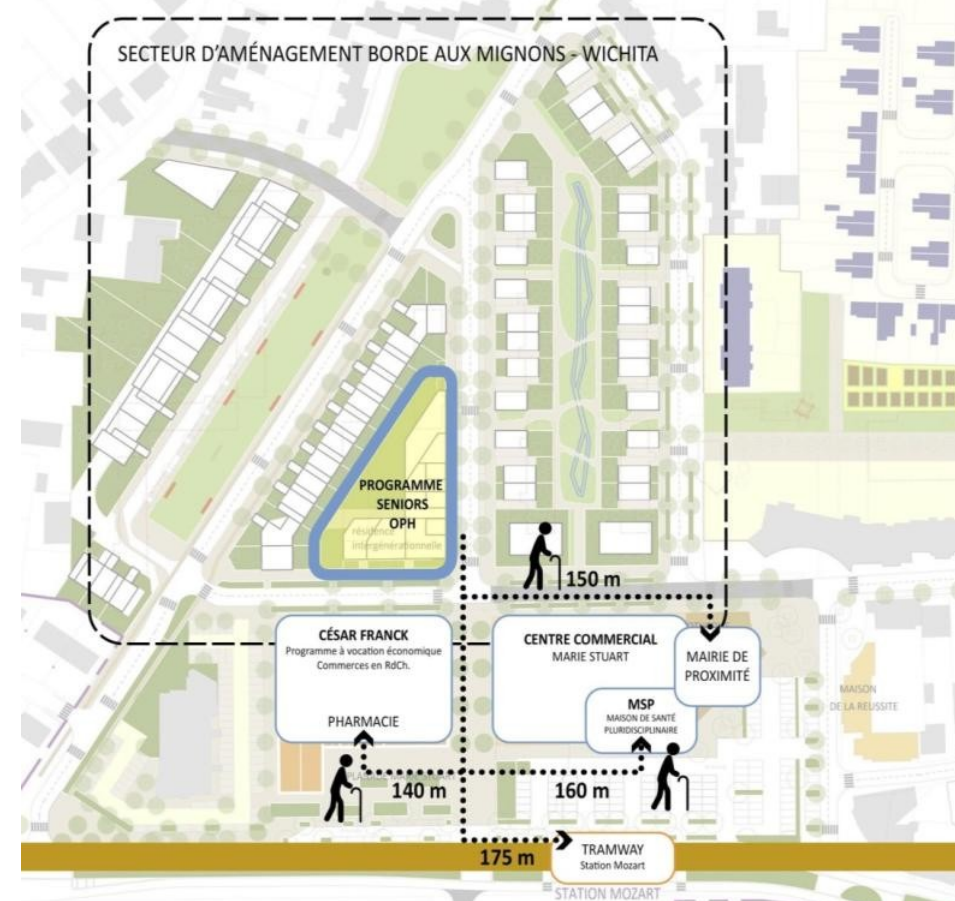 SECTEUR D'AMÉNAGEMENT BORDE AUX MIGNONS - WICHITA
PROGRAMME
SENIORS
OPH
résidence
intergénérationnelle
150 m
CÉSAR FRANCK
Programme à vocation économique
Commerces en RdCh.
PHARMACIE
CENTRE COMMERCIAL
MARIE STUART
MAIRIE DE
PROXIMITÉ
MSP
MAISON DE SANTÉ
PLURIDISCIPLINAIRE
MAISON
DE LA REUSSITE
140 m
160 m
175 m
TRAMWAY
Station Mozart
STATION MOZART